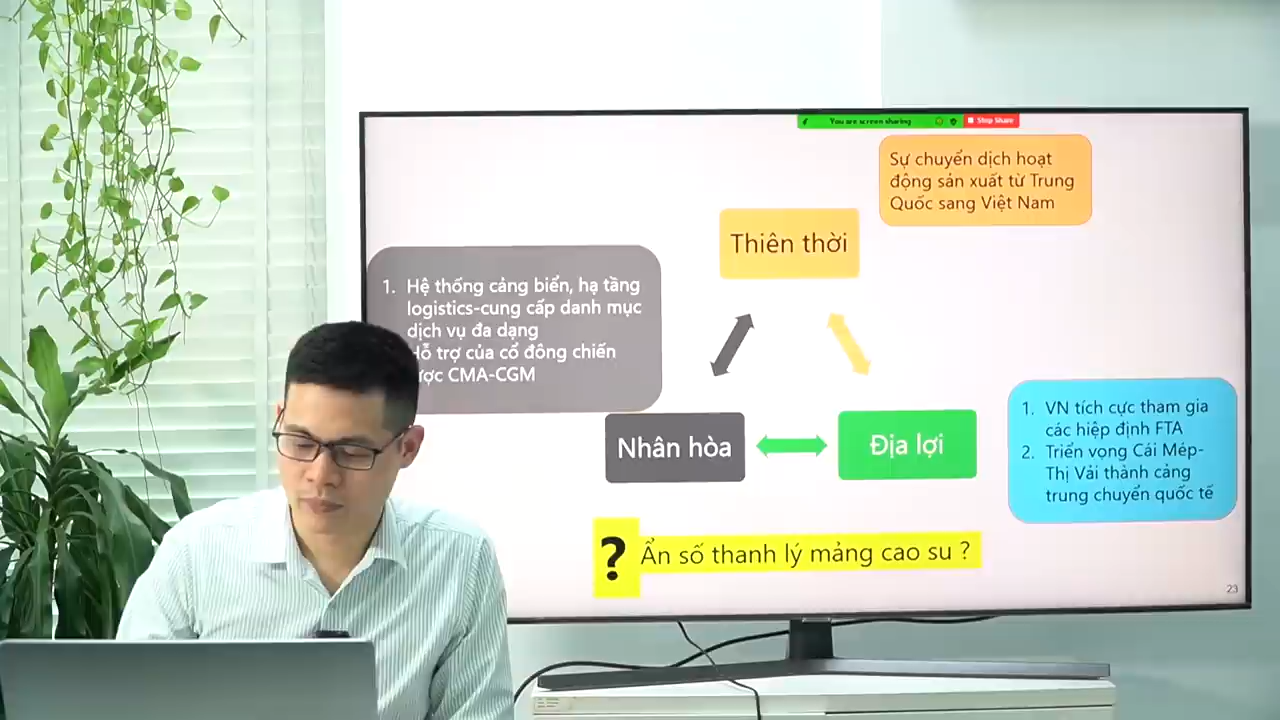 You are screen sharing
Stop Share
Sự chuyển dịch hoạt
động sản xuất từ Trung
Quốc sang Việt Nam
Thiên thời
1. Hệ thống cảng biển, hạ tầng
logistics-cung cấp danh mục
dịch vụ đa dạng
trợ của cổ đông chiến
CMA-CGM
Nhân hòa
Địa lợi
1. VN tích cực tham gia
các hiệp định FTA
2. Triển vọng Cái Mép-
Thị Vải thành cảng
trung chuyển quốc tế
? Ẩn số thanh lý mảng cao su ?
23